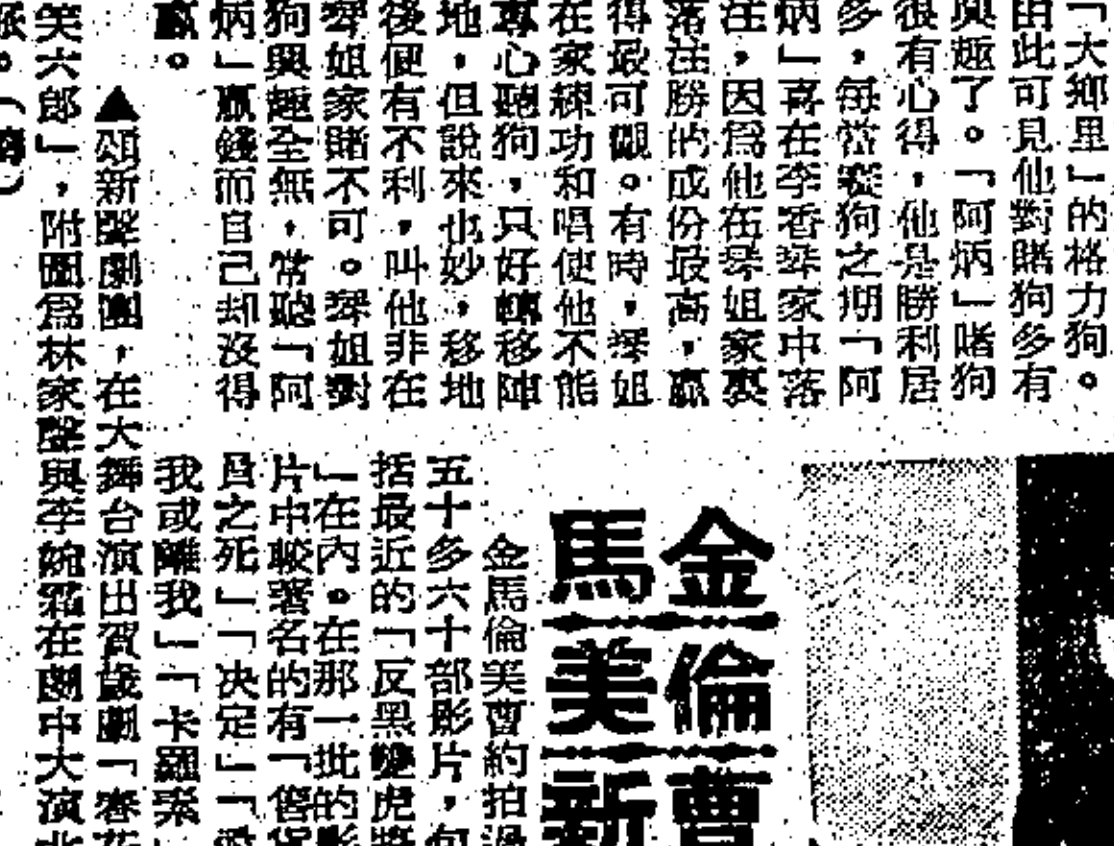 「大鄉里」的格力狗。
由此可見他對賭狗多有
興趣了。「阿炳」啫狗
很有心得,他是勝利居
多,每當縱狗之期「阿
炳」喜在李香琴家中落
注,因爲他在琴姐家裏
落注勝的成份最高,贏
得最可觀。有時,琴姐
在家練功和唱使他不能
專心聽狗,只好轉移陣
地,但說來也妙,移地
後便有不利,叫他非在
琴姐家賭不可。琴姐對
狗興趣全無,常聽「阿
炳」贏錢而自己却沒得
贏。
▲頌新聲劇團,在大舞台演出賀歲劇「春花
笑六郎」,附圖爲林家聲與李婉在劇中大演北
金倫曹
馬美新
金馬倫美曹約拍過
五十多六十部影片,包
括最近的「反黑雙虎將
」在內。在那一批的影
片中較著名的有「售貨
員之死」「决定」「愛
我或離我」「卡羅素」